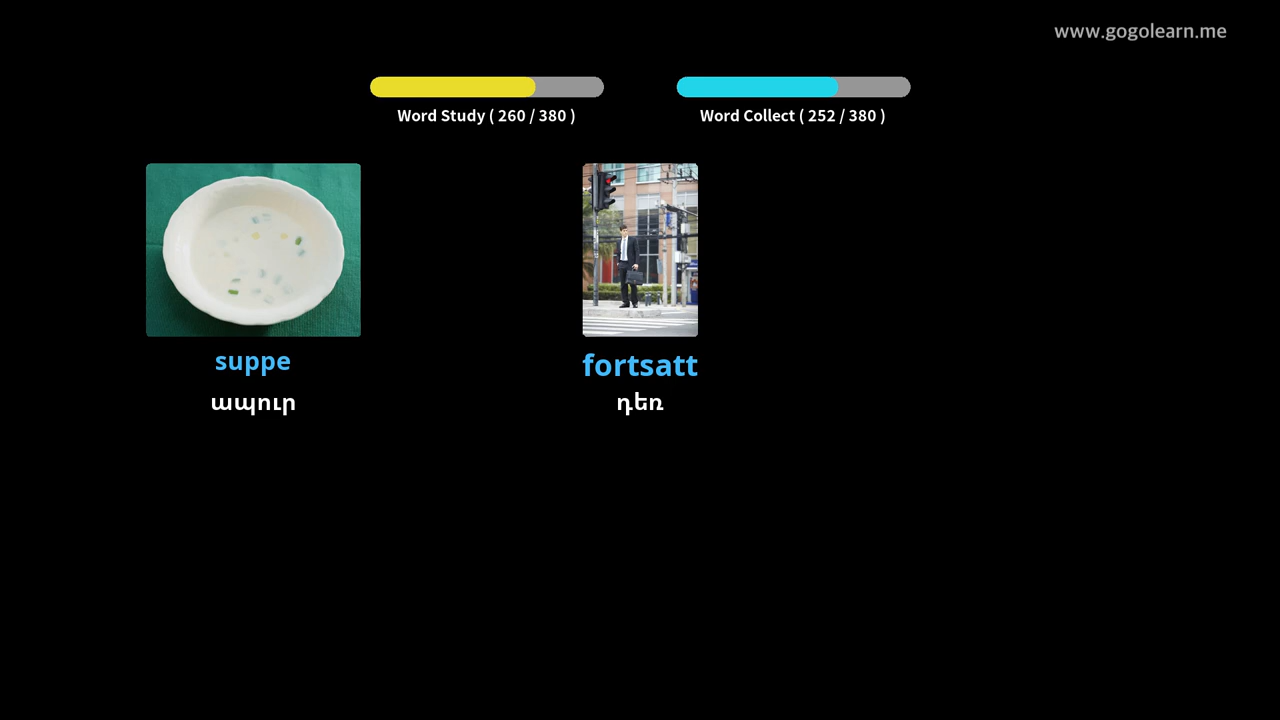 www.gogolearn.me
Word Study ( 260 / 380 )
Word Collect ( 252 / 380 )
suppe
ապուր
fortsatt
դեռ